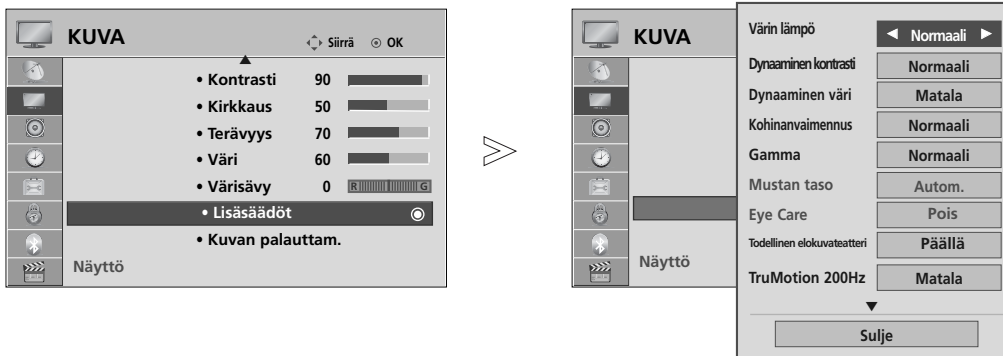 KUVA Siirrä OK
• Kontrasti 90
• Kirkkaus 50
• Terävyys 70
• Väri 60
• Värisävy 0 R G
• Lisäsäädöt
• Kuvan palauttam.
Näyttö
KUVA
Näyttö
Värin lämpö ◀ Normaali ▶
Dynaaminen kontrasti Normaali
Dynaaminen väri Matala
Kohinanvaimennus Normaali
Gamma Normaali
Mustan taso Autom.
Eye Care Pois
Todellinen elokuvateatteri Päällä
TruMotion 200Hz Matala
Sulje